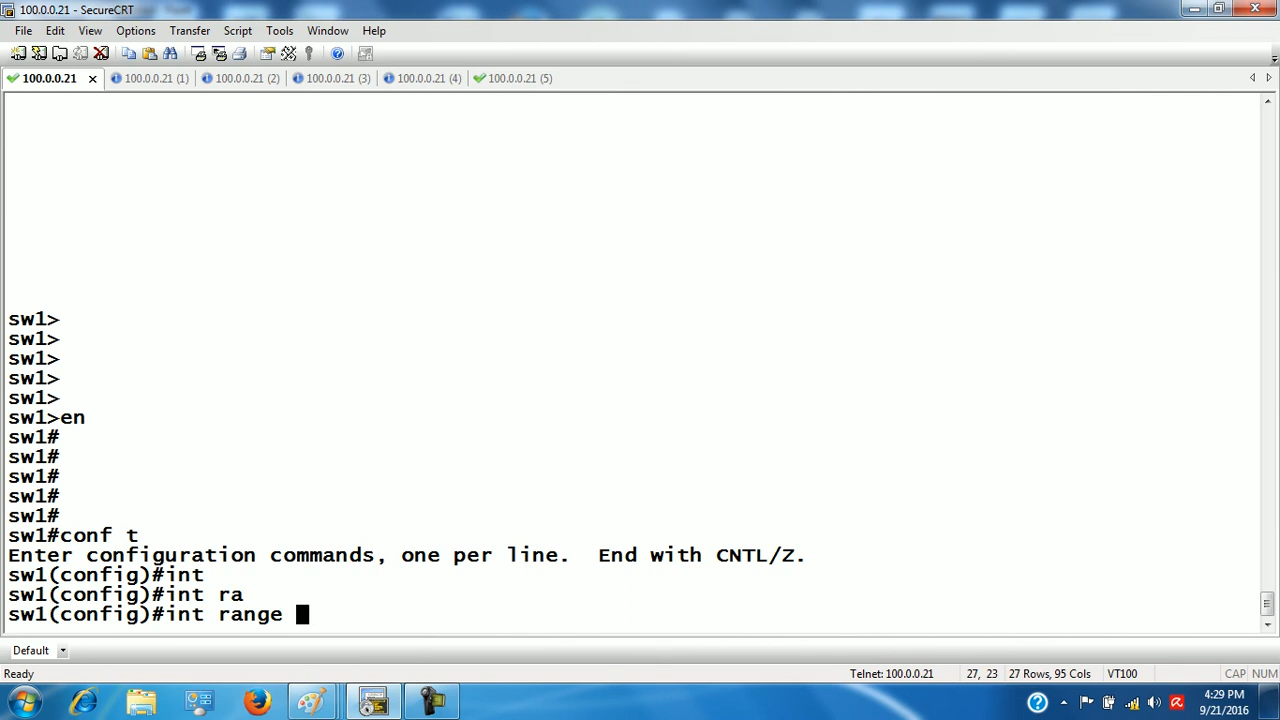 100.0.0.21 - SecureCRT
File Edit View Options Transfer Script Tools Window Help
100.0.0.21 100.0.0.21 (1) 100.0.0.21 (2) 100.0.0.21 (3) 100.0.0.21 (4) 100.0.0.21 (5)
sw1>
sw1>
sw1>
sw1>
sw1>
sw1>en
sw1#
sw1#
sw1#
sw1#
sw1#
sw1#conf t
Enter configuration commands, one per line.  End with CNTL/Z.
sw1(config)#int
sw1(config)#int ra
sw1(config)#int range
Default
Ready Telnet: 100.0.0.21 27, 23 27 Rows, 95 Cols VT100 CAP NUM
4:29 PM
9/21/2016